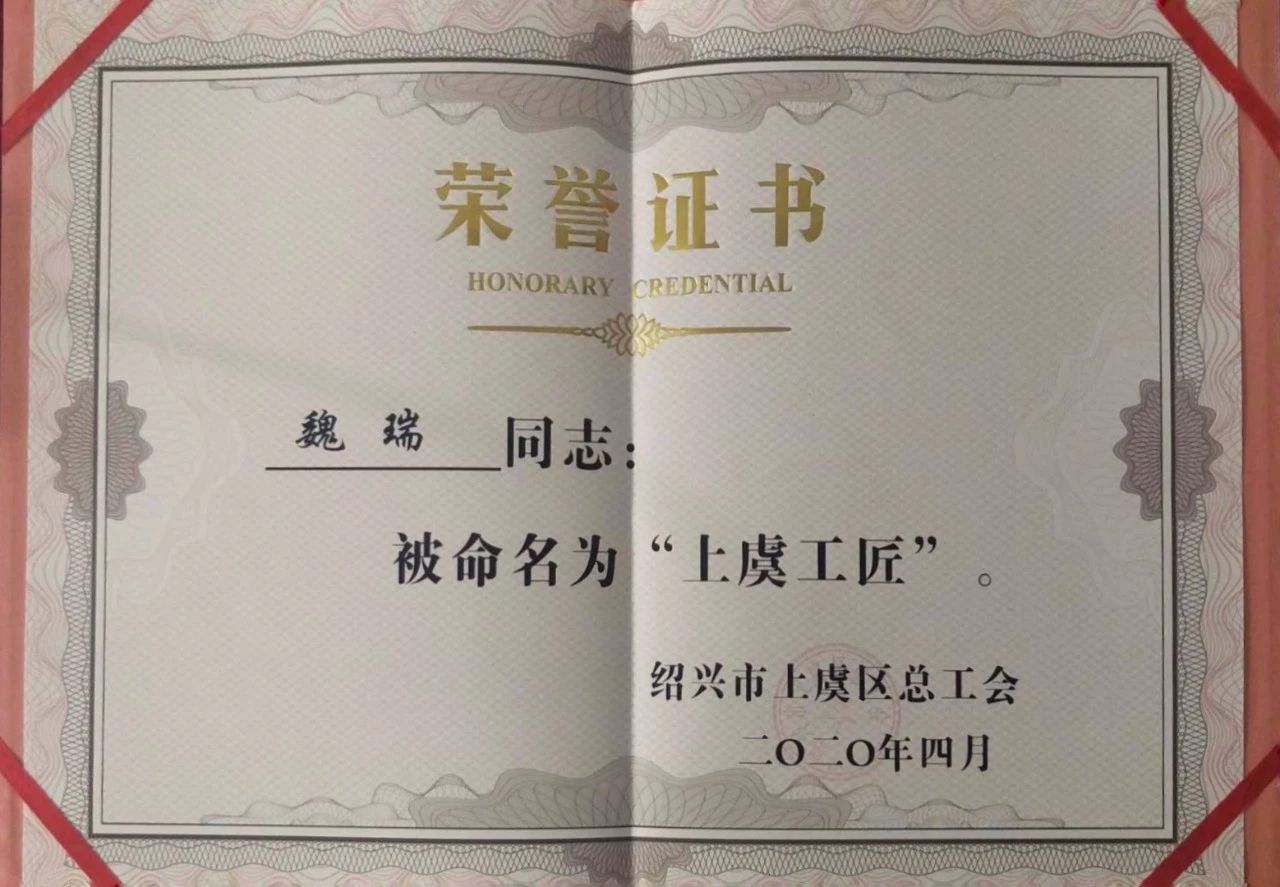 荣誉证书
HONORARY CREDENTIAL
魏瑞同志：
被命名为“上虞工匠”。
绍兴市上虞区总工会
二〇二〇年四月